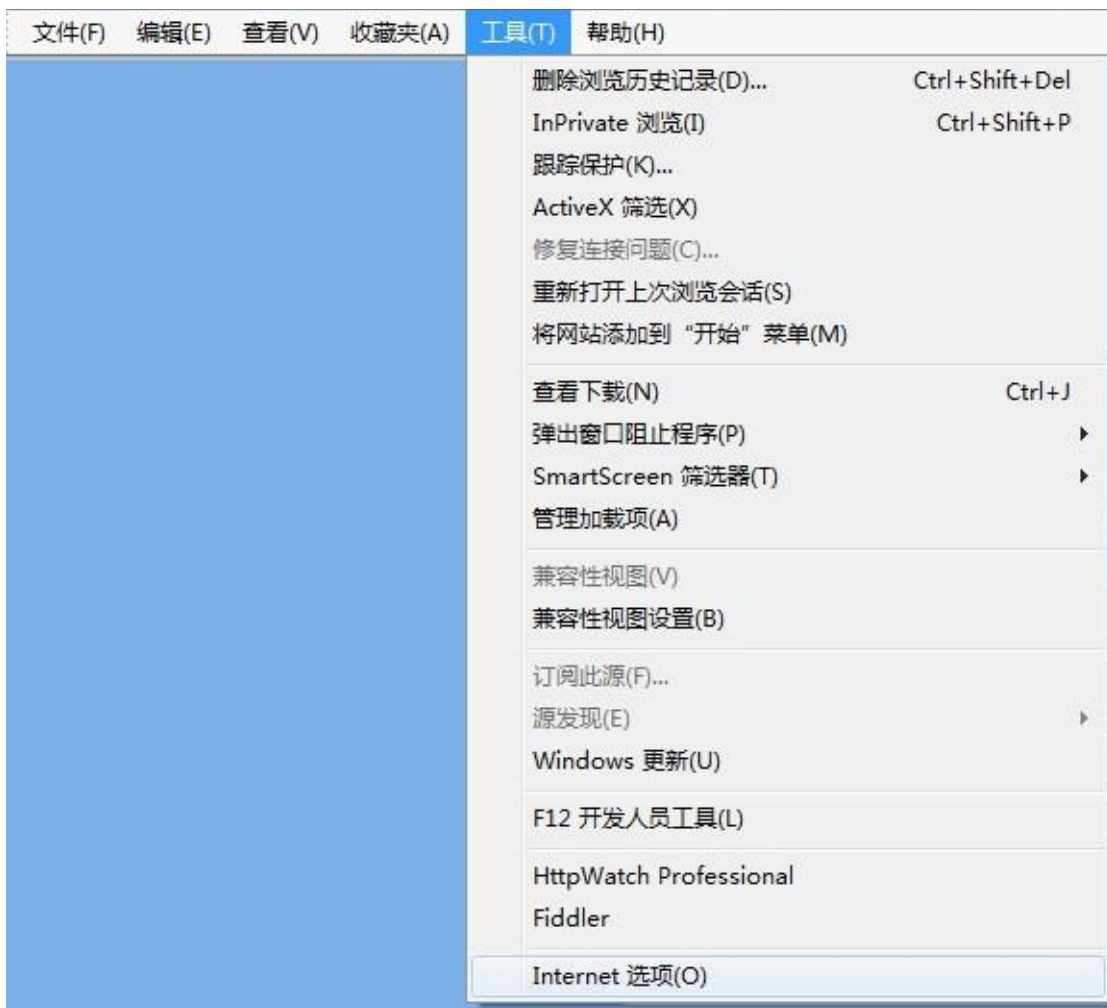 文件(F) 编辑(E) 查看(V) 收藏夹(A) 工具(T) 帮助(H)
删除浏览历史记录(D)... Ctrl+Shift+Del
InPrivate 浏览(I) Ctrl+Shift+P
跟踪保护(K)...
ActiveX 筛选(X)
修复连接问题(C)...
重新打开上次浏览会话(S)
将网站添加到“开始”菜单(M)
查看下载(N) Ctrl+J
弹出窗口阻止程序(P)
SmartScreen 筛选器(T)
管理加载项(A)
兼容性视图(V)
兼容性视图设置(B)
订阅此源(F)...
源发现(E)
Windows 更新(U)
F12 开发人员工具(L)
HttpWatch Professional
Fiddler
Internet 选项(O)